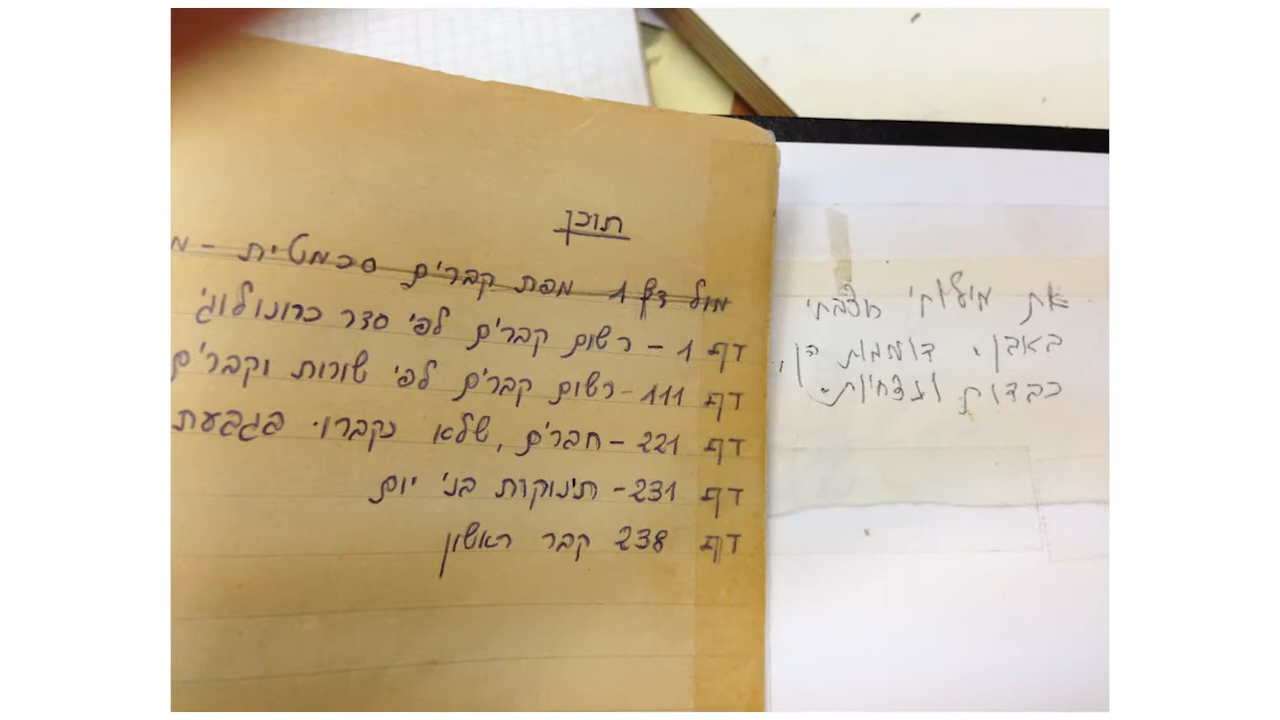 תוכן
מול דף 1 מפת קברים סכמטית - מ
דף 1 - רשום קברים לפי סדר כרונולוגי
דף 111 - רשום קברים לפי שורות וקברים
דף 221 - חברים, שלא נקברו בגבעת
דף 231 - תינוקות בני יום
דף 238 קבר ראשון
את מילותי חצבתי
באבן. דוממות הן,
כבדות ונצחיות.